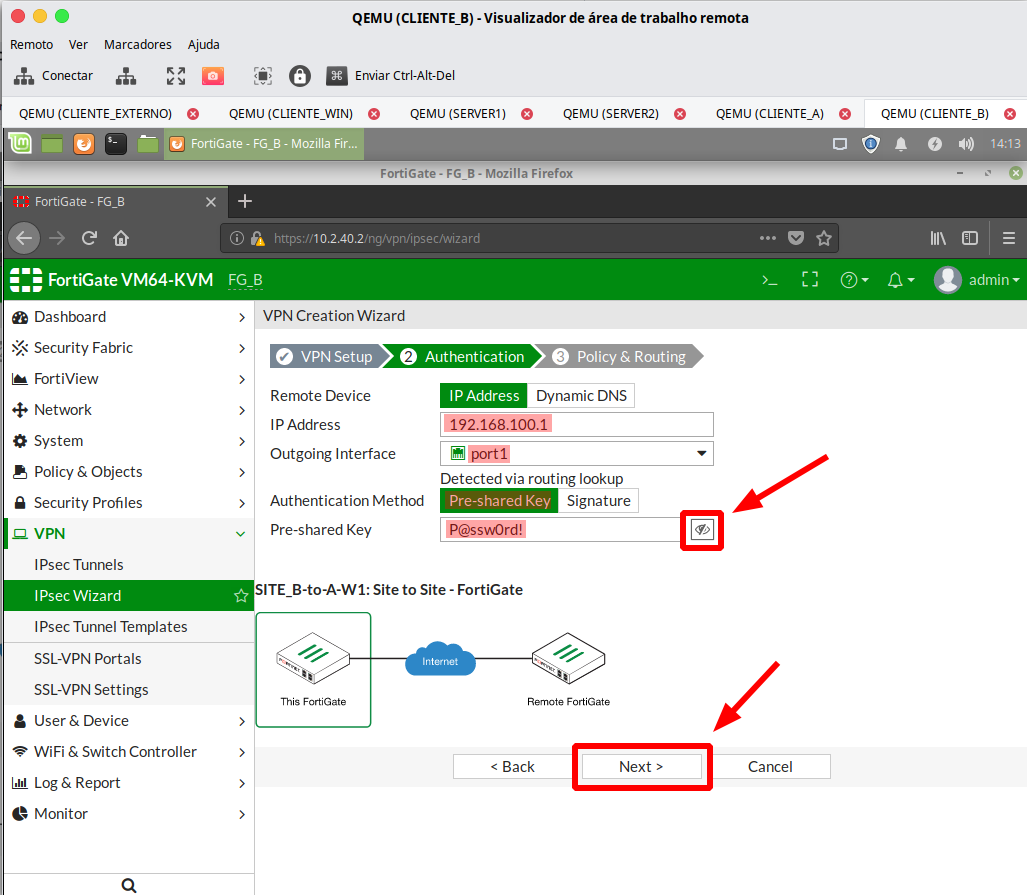 QEMU (CLIENTE_B) - Visualizador de área de trabalho remota
Remoto Ver Marcadores Ajuda
Conectar Enviar Ctrl-Alt-Del
QEMU (CLIENTE_EXTERNO) QEMU (CLIENTE_WIN) QEMU (SERVER1) QEMU (SERVER2) QEMU (CLIENTE_A) QEMU (CLIENTE_B)
FortiGate - FG_B - Mozilla Fir... 14:13
FortiGate - FG_B - Mozilla Firefox
FortiGate - FG_B
https://10.2.40.2/ng/vpn/ipsec/wizard
FortiGate VM64-KVM FG_B admin
Dashboard
Security Fabric
FortiView
Network
System
Policy & Objects
Security Profiles
VPN
IPsec Tunnels
IPsec Wizard
IPsec Tunnel Templates
SSL-VPN Portals
SSL-VPN Settings
User & Device
WiFi & Switch Controller
Log & Report
Monitor
VPN Creation Wizard
VPN Setup 2 Authentication 3 Policy & Routing
Remote Device IP Address Dynamic DNS
IP Address 192.168.100.1
Outgoing Interface port1
Detected via routing lookup
Authentication Method Pre-shared Key Signature
Pre-shared Key P@ssw0rd!
SITE_B-to-A-W1: Site to Site - FortiGate
Internet
This FortiGate Remote FortiGate
< Back Next > Cancel